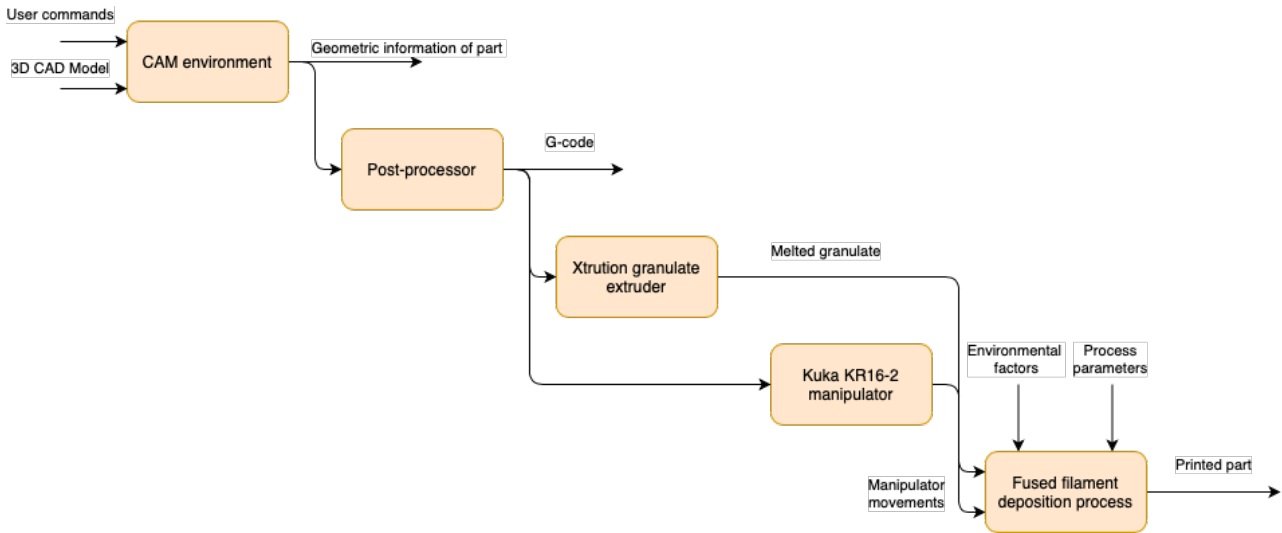 User commands
3D CAD Model
CAM environment
Geometric information of part
Post-processor
G-code
Xtrution granulate
extruder
Melted granulate
Kuka KR16-2
manipulator
Environmental
factors
Process
parameters
Manipulator
movements
Fused filament
deposition process
Printed part